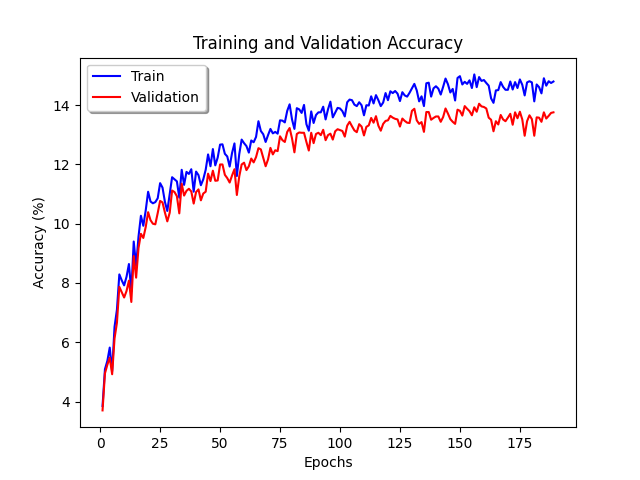 Training and Validation Accuracy
Train
Validation
Accuracy (%)
14
12
10
8
6
4
0 25 50 75 100 125 150 175
Epochs